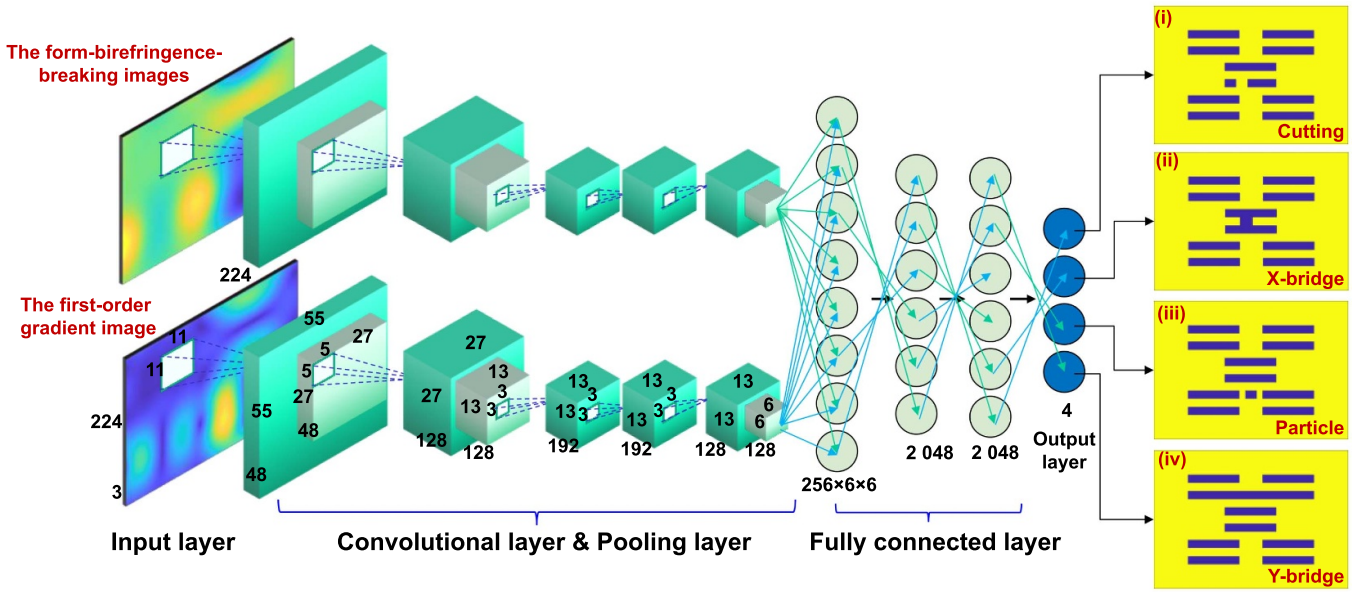 The form-birefringence-
breaking images
224
The first-order
gradient image
11
11
224
3
55
55
48
5
5
27
27
48
27
27
128
13
13
3
3
128
13
13
3
3
192
13
13
3
3
192
13
13
128
6
6
128
256×6×6
2 048
2 048
4
Output
layer
Input layer
Convolutional layer & Pooling layer
Fully connected layer
(i)
Cutting
(ii)
X-bridge
(iii)
Particle
(iv)
Y-bridge